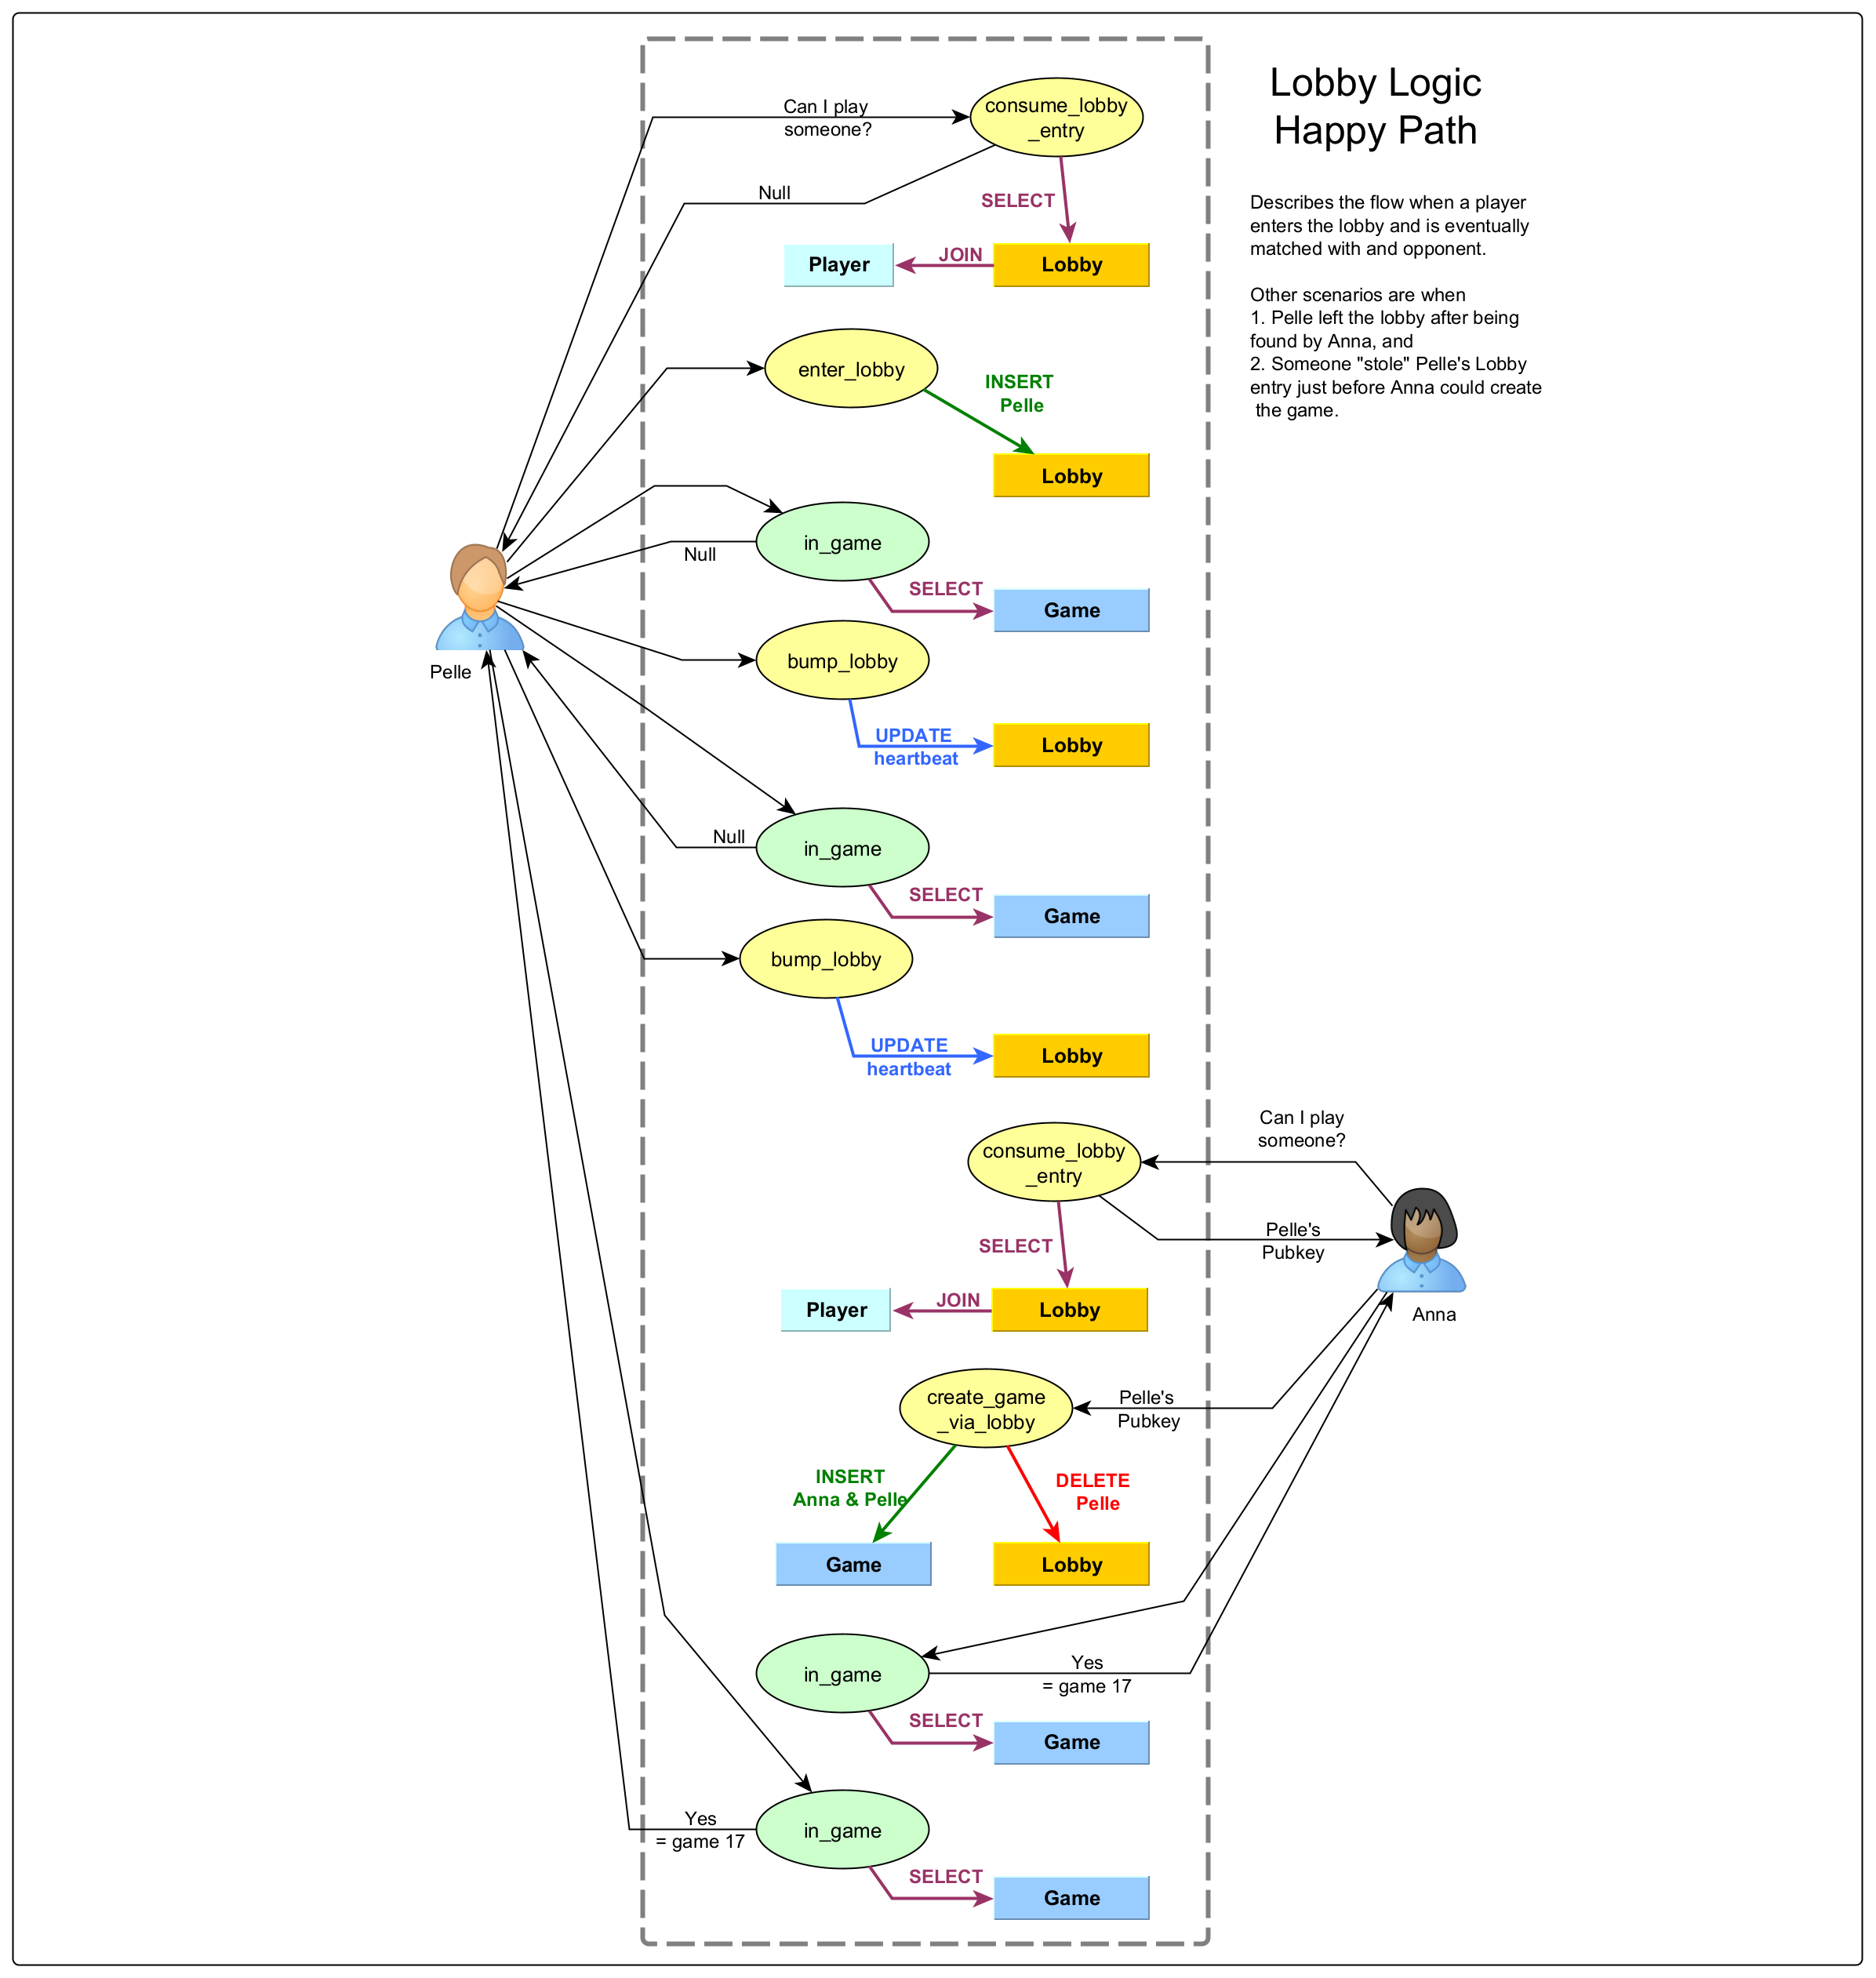 Lobby Logic
Happy Path
Describes the flow when a player
enters the lobby and is eventually
matched with and opponent.
Other scenarios are when
1. Pelle left the lobby after being
found by Anna, and
2. Someone "stole" Pelle's Lobby
entry just before Anna could create
the game.
Can I play
someone?
consume_lobby
_entry
Null
SELECT
Player
JOIN
Lobby
enter_lobby
INSERT
Pelle
Lobby
in_game
Null
SELECT
Game
Pelle
bump_lobby
UPDATE
heartbeat
Lobby
in_game
Null
SELECT
Game
bump_lobby
UPDATE
heartbeat
Lobby
Can I play
someone?
consume_lobby
_entry
Pelle's
Pubkey
SELECT
Player
JOIN
Lobby
Anna
create_game
_via_lobby
Pelle's
Pubkey
INSERT
Anna & Pelle
DELETE
Pelle
Game
Lobby
in_game
Yes
= game 17
SELECT
Game
in_game
Yes
= game 17
SELECT
Game